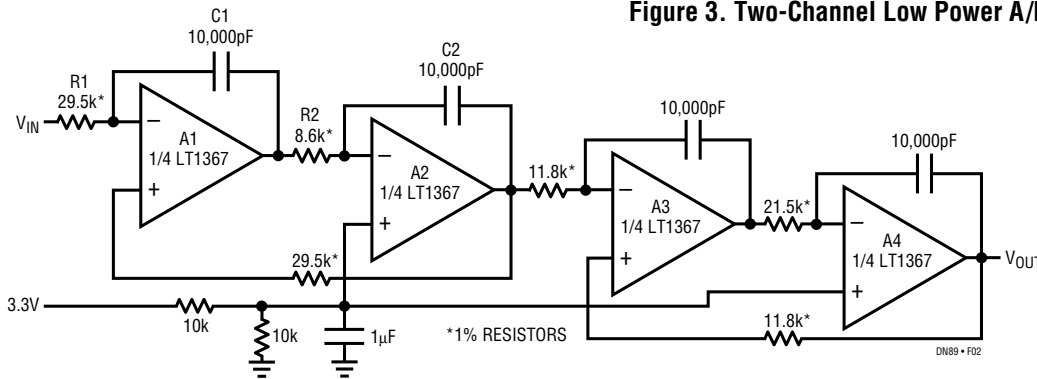 Figure 3. Two-Channel Low Power A/
C1
10,000pF
R1
29.5k*
VIN
A1
1/4 LT1367
R2
8.6k*
C2
10,000pF
A2
1/4 LT1367
29.5k*
11.8k*
10,000pF
A3
1/4 LT1367
21.5k*
10,000pF
A4
1/4 LT1367
VOUT
11.8k*
3.3V
10k
10k
1µF
*1% RESISTORS
DN89 • F02